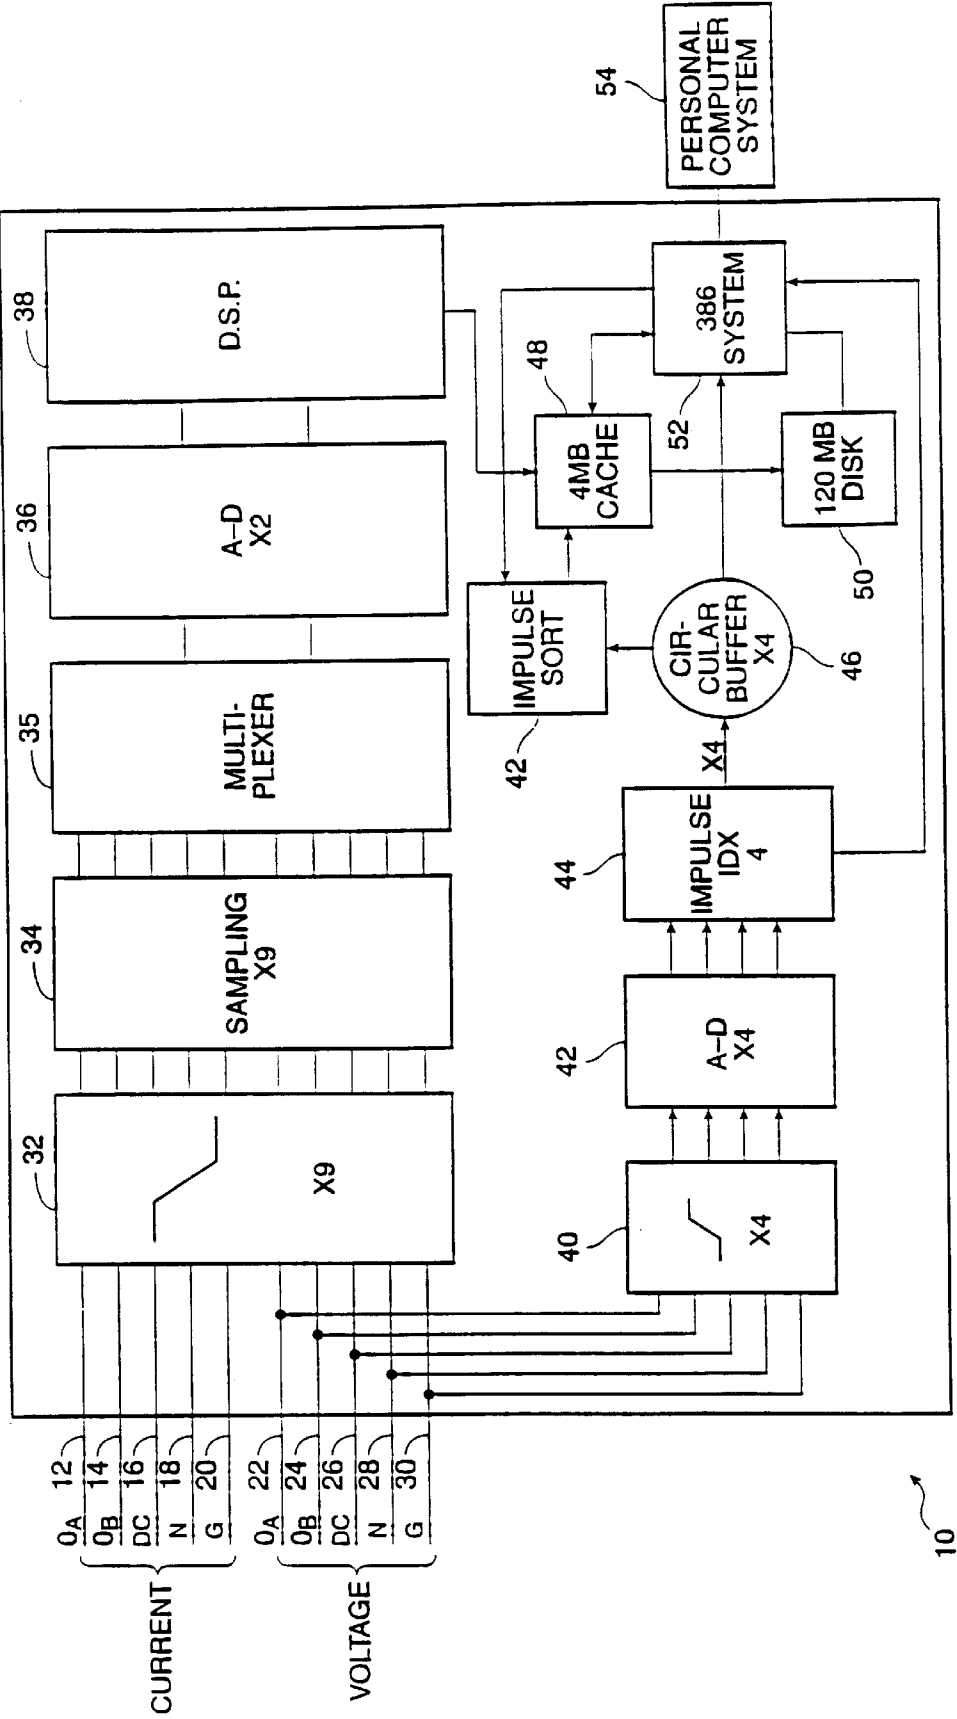 CURRENT
0A 12
0B 14
DC 16
N 18
G 20
VOLTAGE
0A 22
0B 24
DC 26
N 28
G 30
32
X9
34
SAMPLING
X9
35
MULTI-
PLEXER
36
A-D
X2
38
D.S.P.
40
X4
42
A-D
X4
44
IMPULSE
IDX
4
X4
CIR-
CULAR
BUFFER
X4
46
IMPULSE
SORT
42
4MB
CACHE
48
120 MB
DISK
50
386
SYSTEM
52
PERSONAL
COMPUTER
SYSTEM
54
10